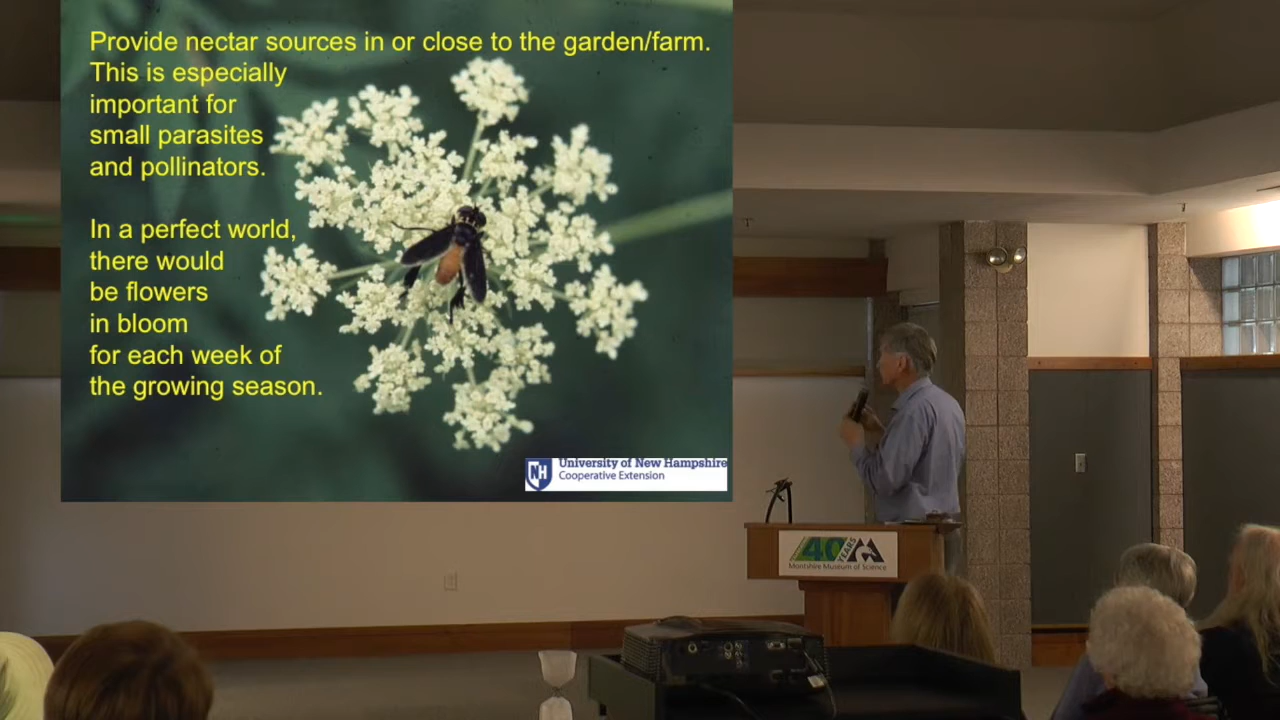 Provide nectar sources in or close to the garden/farm.
This is especially
important for
small parasites
and pollinators.
In a perfect world,
there would
be flowers
in bloom
for each week of
the growing season.
NH
University of New Hampshire
Cooperative Extension
40 YEARS
Montshire Museum of Science